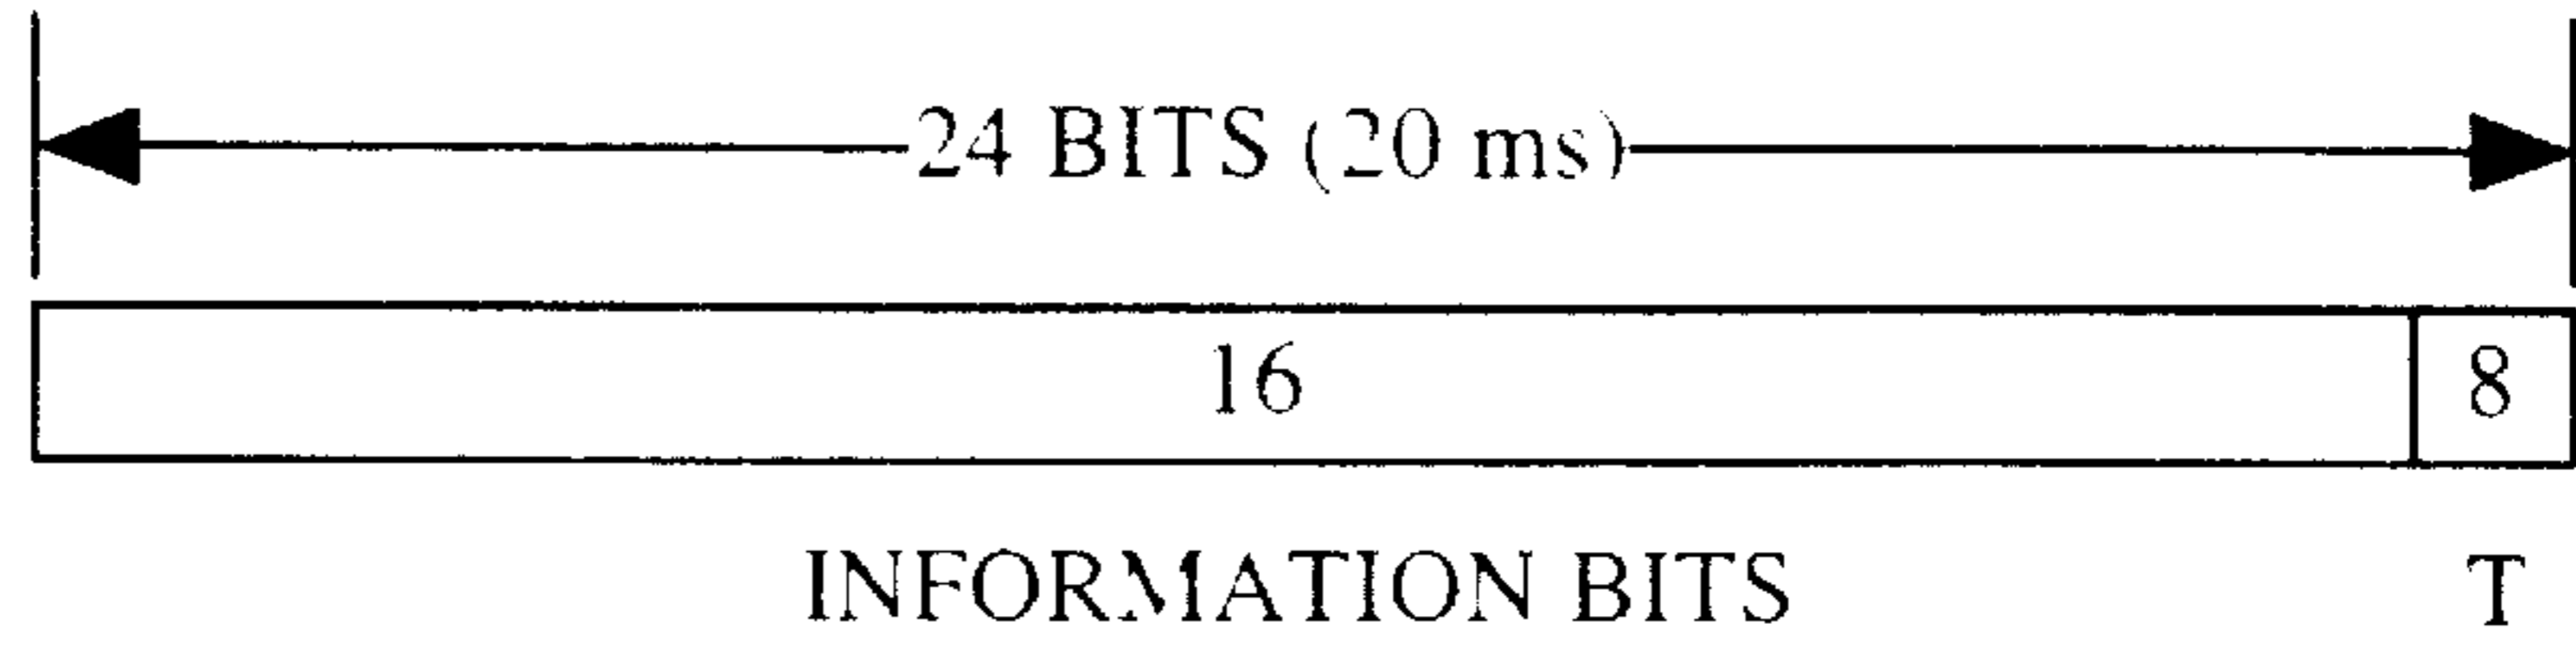 24 BITS (20 ms)
16 8
INFORMATION BITS T